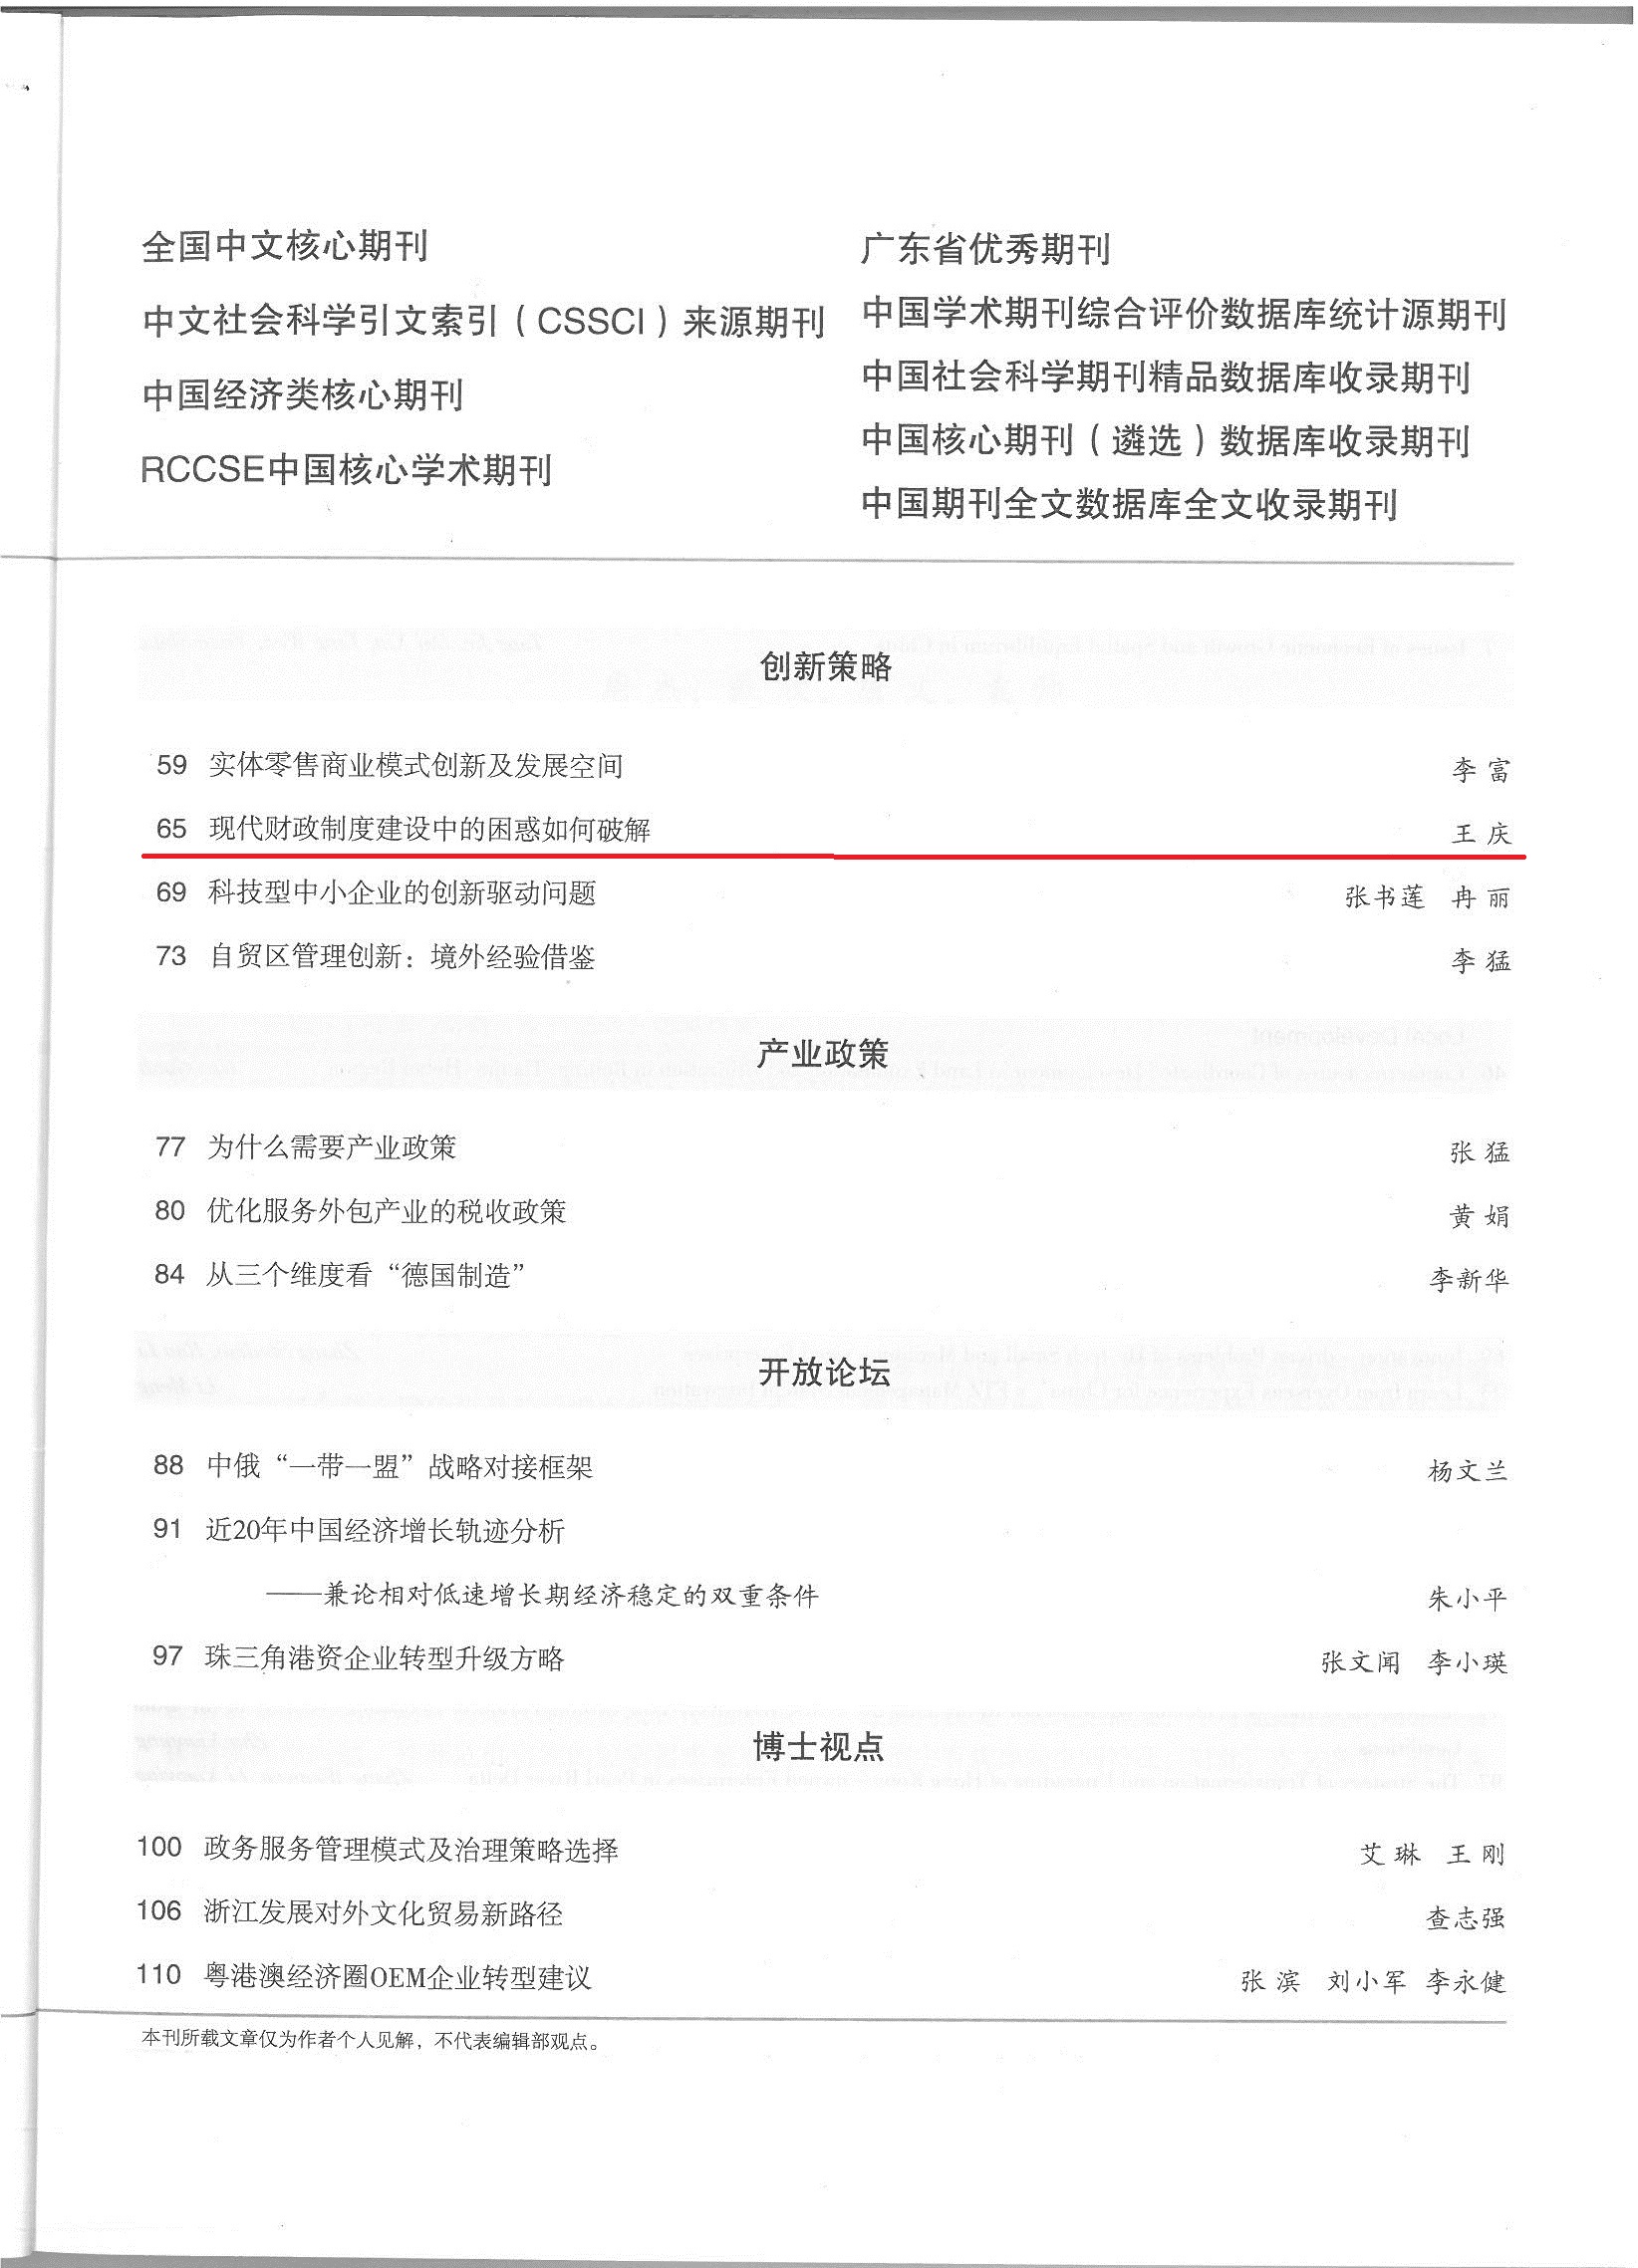 全国中文核心期刊
中文社会科学引文索引（CSSCI）来源期刊
中国经济类核心期刊
RCCSE中国核心学术期刊
广东省优秀期刊
中国学术期刊综合评价数据库统计源期刊
中国社会科学期刊精品数据库收录期刊
中国核心期刊（遴选）数据库收录期刊
中国期刊全文数据库全文收录期刊
创新策略
59 实体零售商业模式创新及发展空间 李 富
65 现代财政制度建设中的困惑如何破解 王 庆
69 科技型中小企业的创新驱动问题 张书莲 冉 丽
73 自贸区管理创新：境外经验借鉴 李 猛
产业政策
77 为什么需要产业政策 张 猛
80 优化服务外包产业的税收政策 黄 娟
84 从三个维度看“德国制造” 李新华
开放论坛
88 中俄“一带一盟”战略对接框架 杨文兰
91 近20年中国经济增长轨迹分析
——兼论相对低速增长期经济稳定的双重条件 朱小平
97 珠三角港资企业转型升级方略 张文闻 李小瑛
博士视点
100 政务服务管理模式及治理策略选择 艾 琳 王 刚
106 浙江发展对外文化贸易新路径 查志强
110 粤港澳经济圈OEM企业转型建议 张 滨 刘小军 李永健
本刊所载文章仅为作者个人见解，不代表编辑部观点。